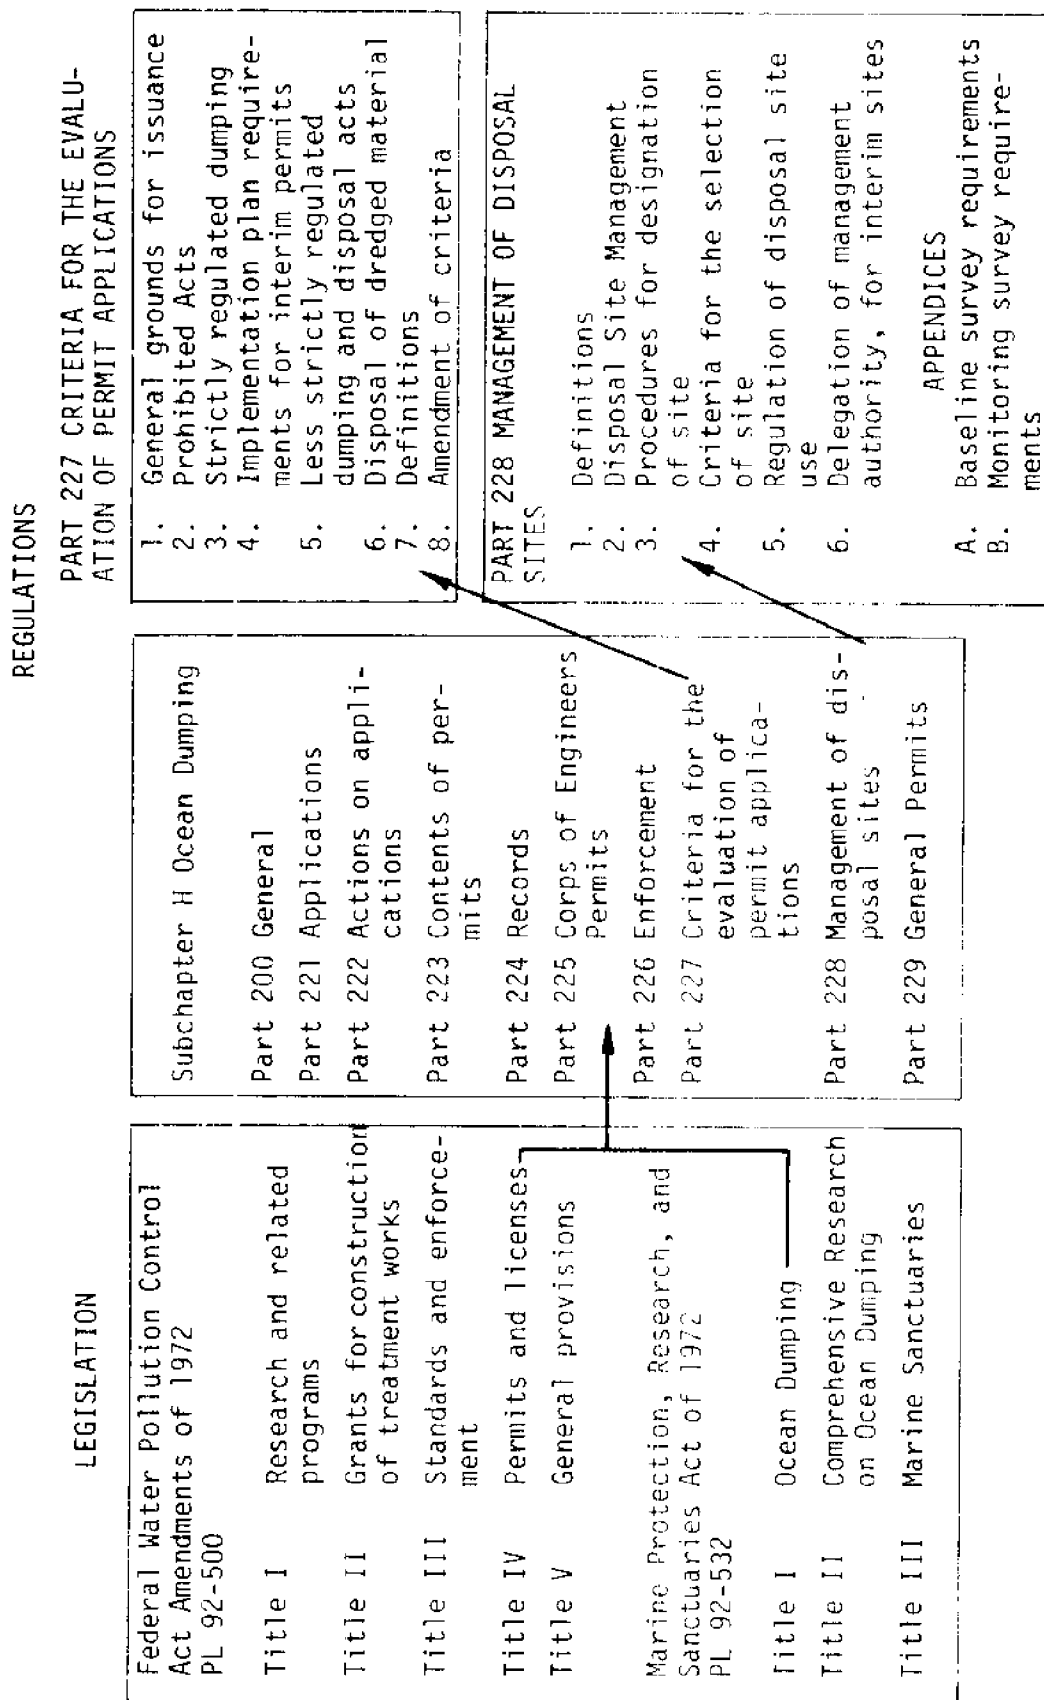 LEGISLATION
Federal Water Pollution Control
Act Amendments of 1972
PL 92-500
Title I Research and related
programs
Title II Grants for construction
of treatment works
Title III Standards and enforce-
ment
Title IV Permits and licenses
Title V General provisions
Marine Protection, Research, and
Sanctuaries Act of 1972
PL 92-532
Title I Ocean Dumping
Title II Comprehensive Research
on Ocean Dumping
Title III Marine Sanctuaries
REGULATIONS
Subchapter H Ocean Dumping
Part 200 General
Part 221 Applications
Part 222 Actions on appli-
cations
Part 223 Contents of per-
mits
Part 224 Records
Part 225 Corps of Engineers
Permits
Part 226 Enforcement
Part 227 Criteria for the
evaluation of
permit applica-
tions
Part 228 Management of dis-
posal sites
Part 229 General Permits
PART 227 CRITERIA FOR THE EVALU-
ATION OF PERMIT APPLICATIONS
1. General grounds for issuance
2. Prohibited Acts
3. Strictly regulated dumping
4. Implementation plan require-
ments for interim permits
5. Less strictly regulated
dumping and disposal acts
6. Disposal of dredged material
7. Definitions
8. Amendment of criteria
PART 228 MANAGEMENT OF DISPOSAL
SITES
1. Definitions
2. Disposal Site Management
3. Procedures for designation
of site
4. Criteria for the selection
of site
5. Regulation of disposal site
use
6. Delegation of management
authority, for interim sites
APPENDICES
A. Baseline survey requirements
B. Monitoring survey require-
ments